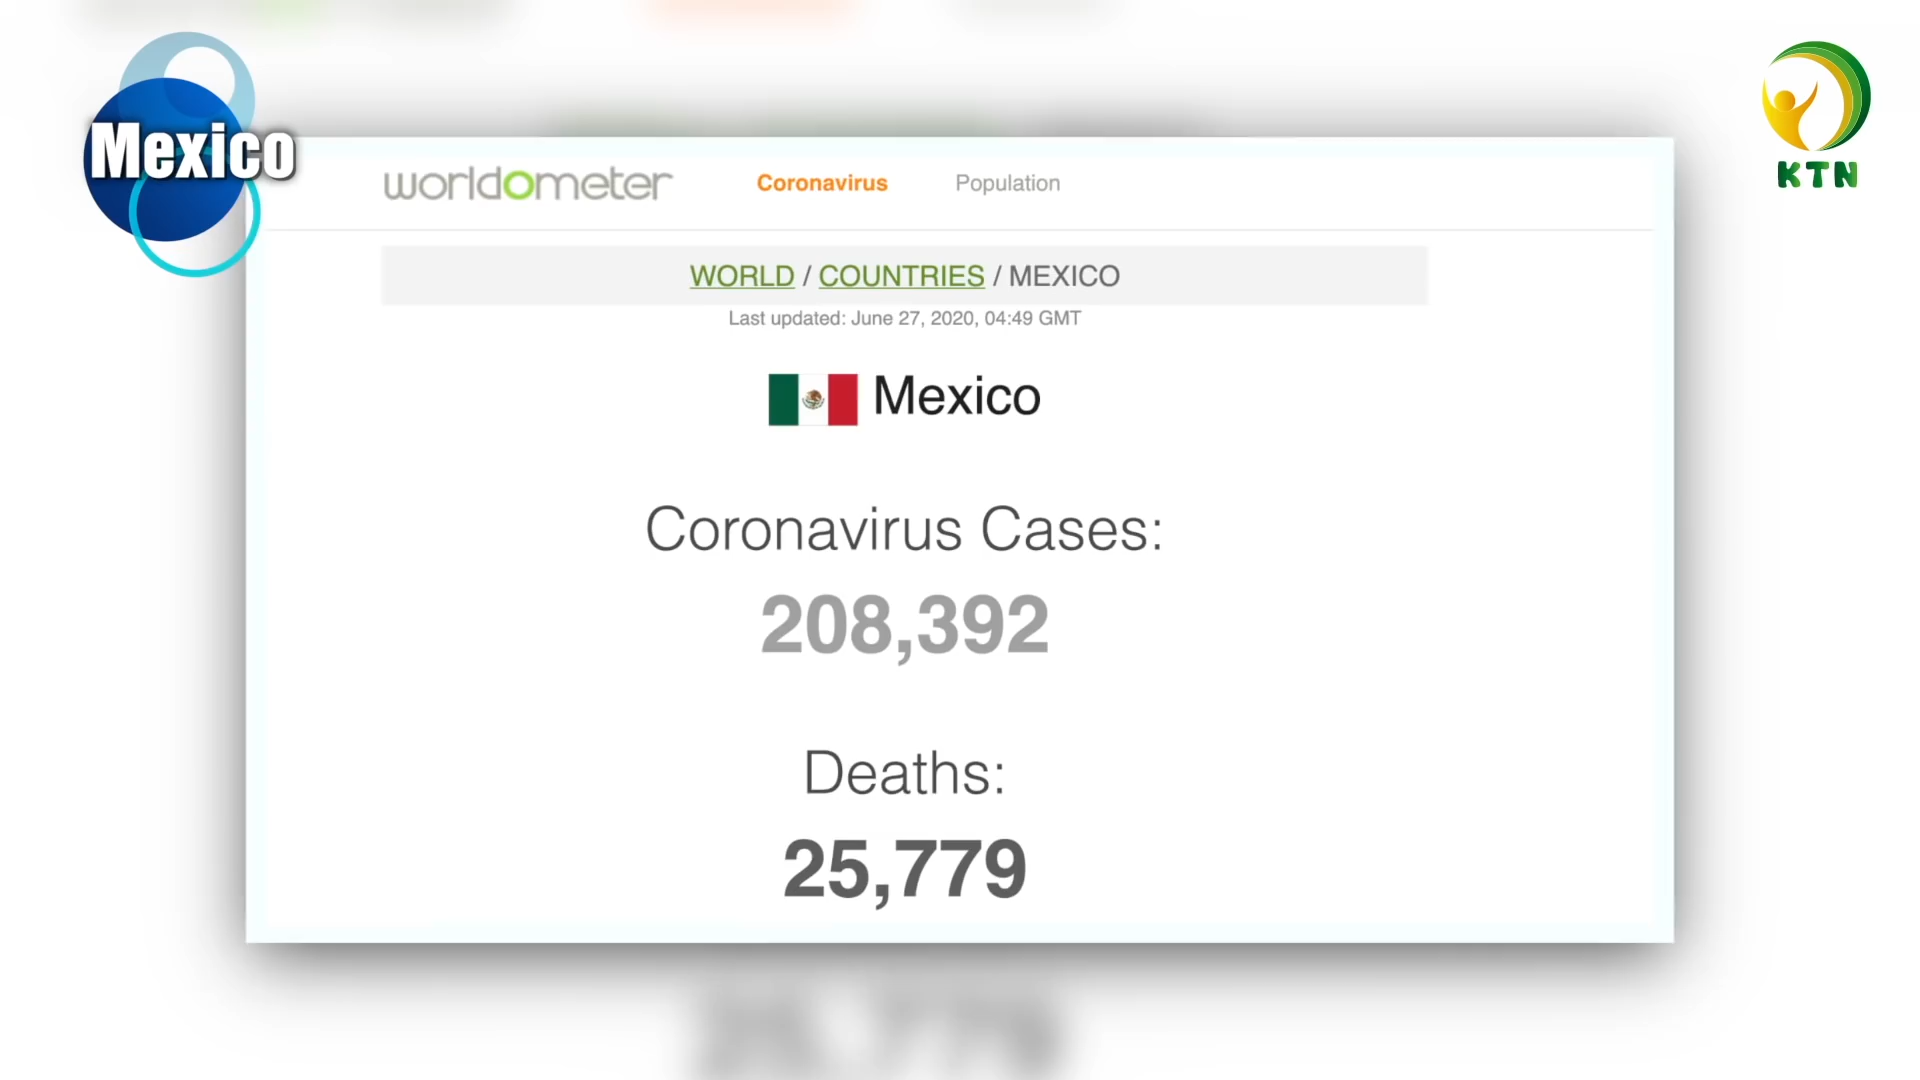 Mexico
KTN
worldometer Coronavirus Population
WORLD / COUNTRIES / MEXICO
Last updated: June 27, 2020, 04:49 GMT
Mexico
Coronavirus Cases:
208,392
Deaths:
25,779